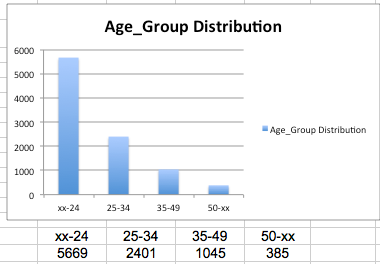 Age_Group Distribution
6000
5000
4000
3000
2000
1000
0
xx-24 25-34 35-49 50-xx
Age_Group Distribution
xx-24 25-34 35-49 50-xx
5669 2401 1045 385